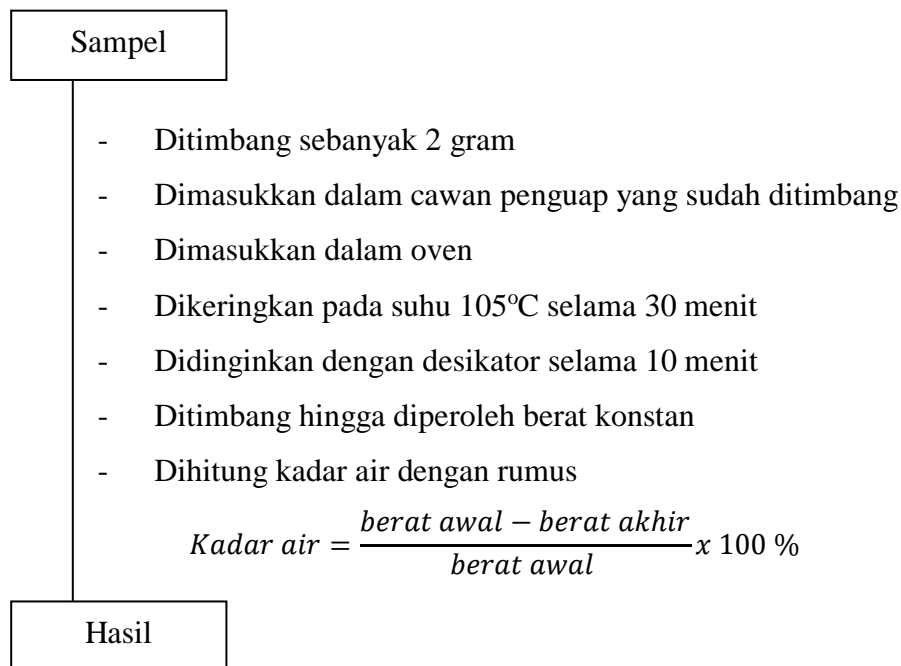 Sampel
- Ditimbang sebanyak 2 gram
- Dimasukkan dalam cawan penguap yang sudah ditimbang
- Dimasukkan dalam oven
- Dikeringkan pada suhu 105°C selama 30 menit
- Didinginkan dengan desikator selama 10 menit
- Ditimbang hingga diperoleh berat konstan
- Dihitung kadar air dengan rumus
Kadar air = (berat awal − berat akhir) / (berat awal) x 100 %
Hasil